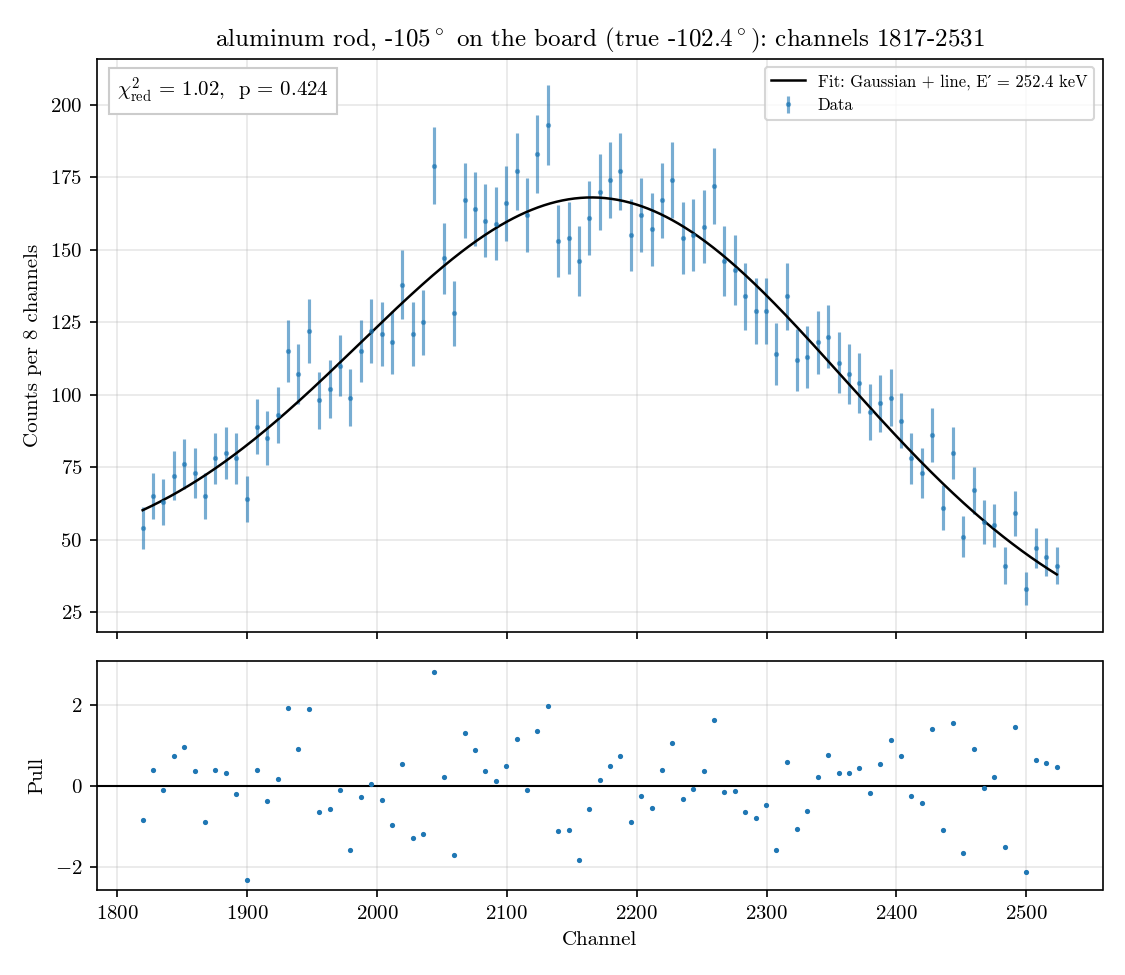 aluminum rod, -105° on the board (true -102.4°): channels 1817-2531
χ²red = 1.02, p = 0.424
Fit: Gaussian + line, E′ = 252.4 keV
Data
Counts per 8 channels
200
175
150
125
100
75
50
25
Pull
2
0
−2
1800 1900 2000 2100 2200 2300 2400 2500
Channel